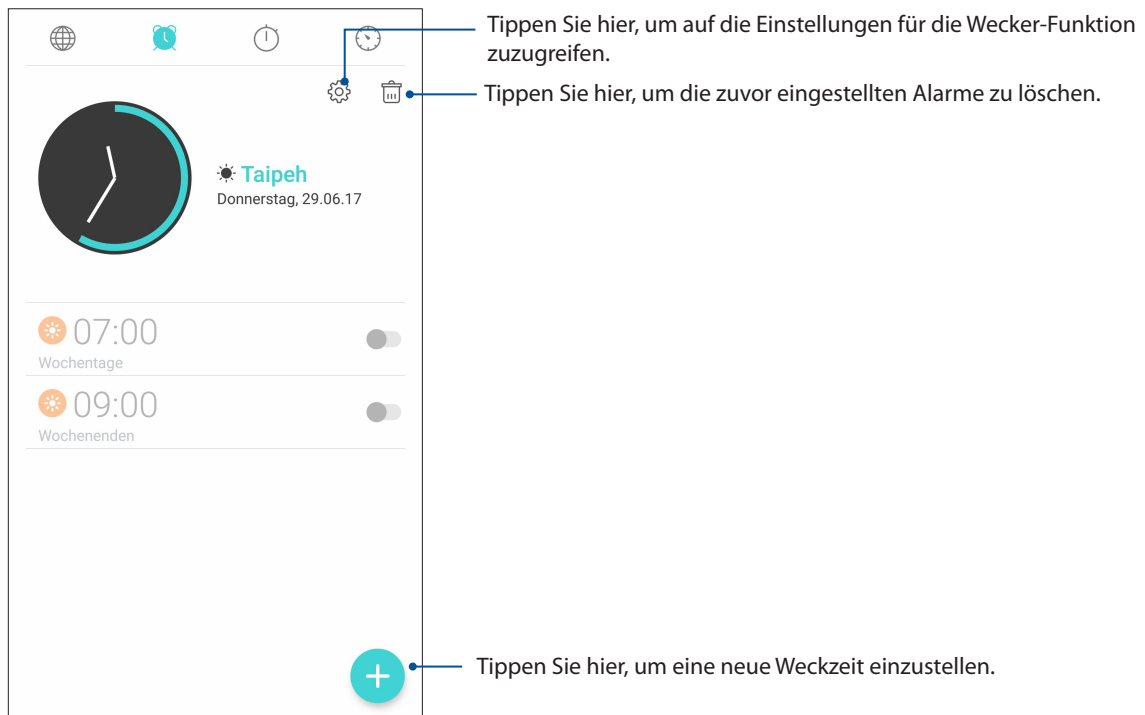 Tippen Sie hier, um auf die Einstellungen für die Wecker-Funktion
zuzugreifen.
Tippen Sie hier, um die zuvor eingestellten Alarme zu löschen.
Taipeh
Donnerstag, 29.06.17
07:00
Wochentage
09:00
Wochenenden
Tippen Sie hier, um eine neue Weckzeit einzustellen.